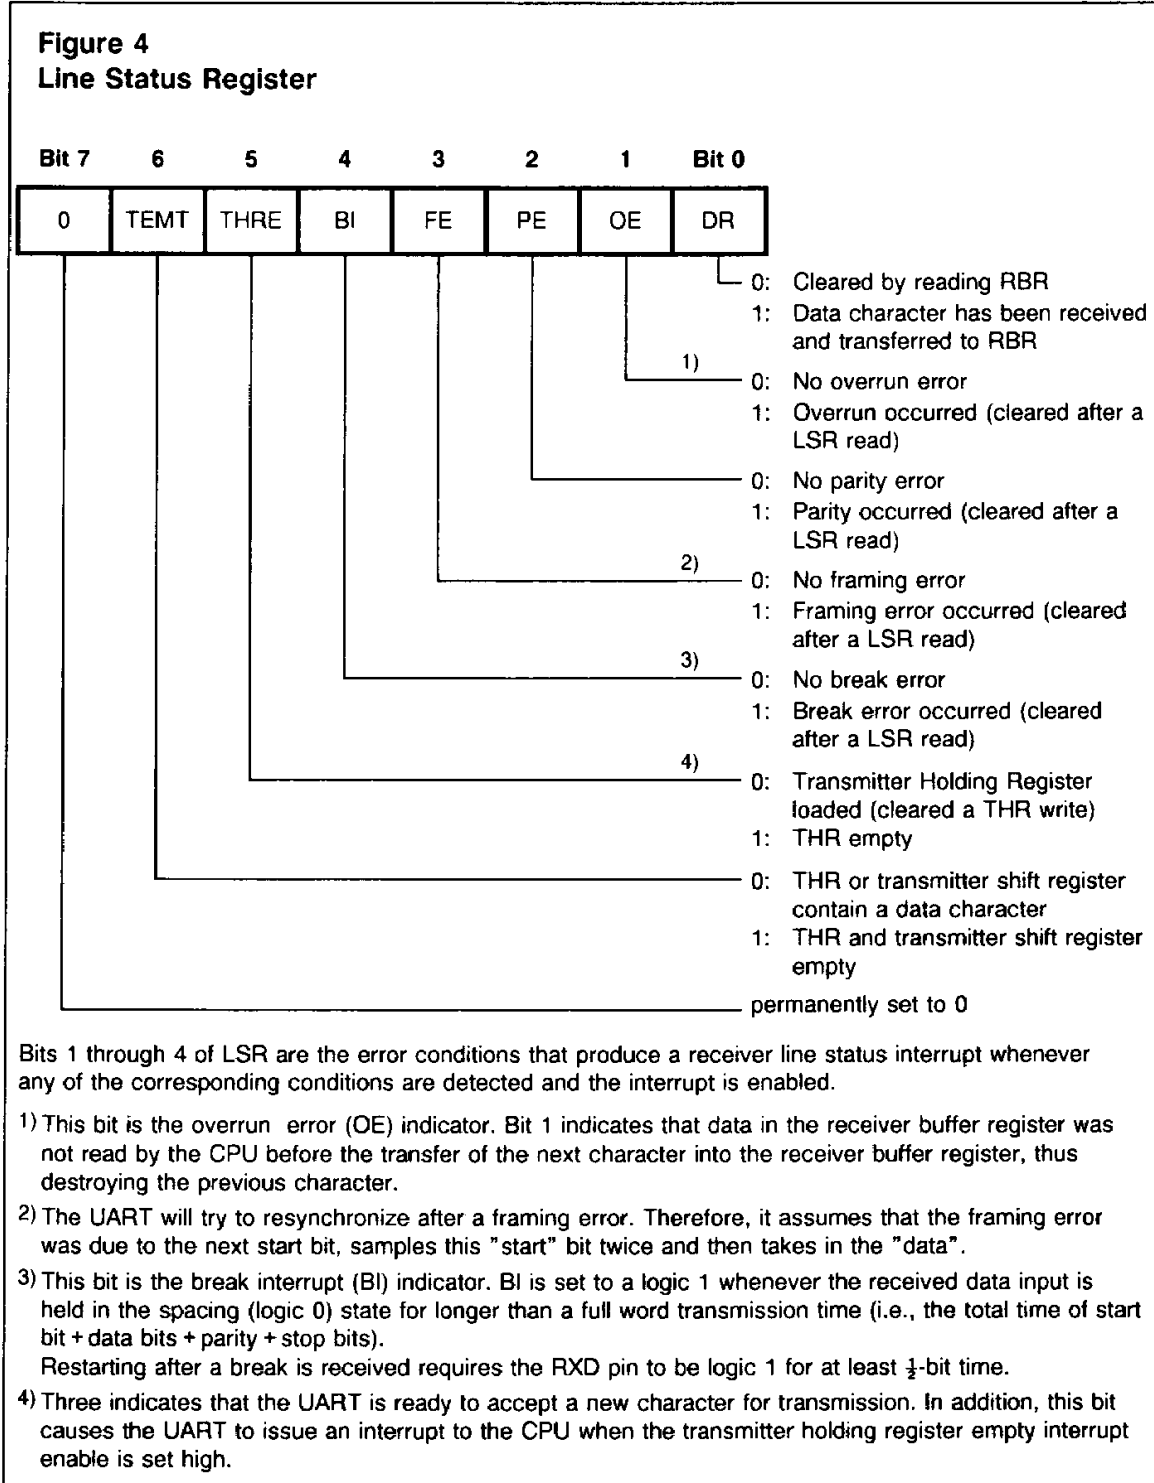 Figure 4
Line Status Register
Bit 7 6 5 4 3 2 1 Bit 0
0 TEMT THRE BI FE PE OE DR
0: Cleared by reading RBR
1: Data character has been received
and transferred to RBR
1)
0: No overrun error
1: Overrun occurred (cleared after a
LSR read)
0: No parity error
1: Parity occurred (cleared after a
LSR read)
2)
0: No framing error
1: Framing error occurred (cleared
after a LSR read)
3)
0: No break error
1: Break error occurred (cleared
after a LSR read)
4)
0: Transmitter Holding Register
loaded (cleared a THR write)
1: THR empty
0: THR or transmitter shift register
contain a data character
1: THR and transmitter shift register
empty
permanently set to 0
Bits 1 through 4 of LSR are the error conditions that produce a receiver line status interrupt whenever
any of the corresponding conditions are detected and the interrupt is enabled.
1) This bit is the overrun error (OE) indicator. Bit 1 indicates that data in the receiver buffer register was
not read by the CPU before the transfer of the next character into the receiver buffer register, thus
destroying the previous character.
2) The UART will try to resynchronize after a framing error. Therefore, it assumes that the framing error
was due to the next start bit, samples this "start" bit twice and then takes in the "data".
3) This bit is the break interrupt (BI) indicator. BI is set to a logic 1 whenever the received data input is
held in the spacing (logic 0) state for longer than a full word transmission time (i.e., the total time of start
bit + data bits + parity + stop bits).
Restarting after a break is received requires the RXD pin to be logic 1 for at least ½-bit time.
4) Three indicates that the UART is ready to accept a new character for transmission. In addition, this bit
causes the UART to issue an interrupt to the CPU when the transmitter holding register empty interrupt
enable is set high.